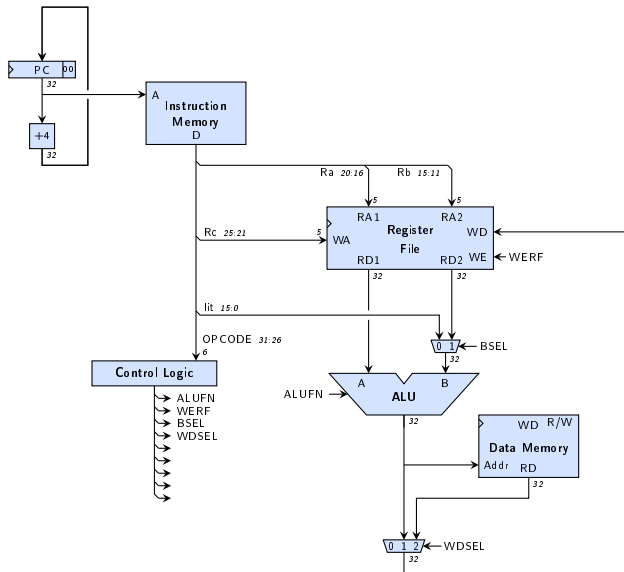 PC 00
32
A
Instruction
Memory
D
+4
32
Ra 20:16
Rb 15:11
5
5
RA1
RA2
Register
File
WD
Rc 25:21
5
WA
WE
WERF
RD1
RD2
32
32
lit 15:0
OPCODE 31:26
6
0 1
BSEL
32
Control Logic
A
B
ALU
ALUFN
32
ALUFN
WERF
BSEL
WDSEL
WD
R/W
Data Memory
Addr
RD
32
0 1 2
WDSEL
32